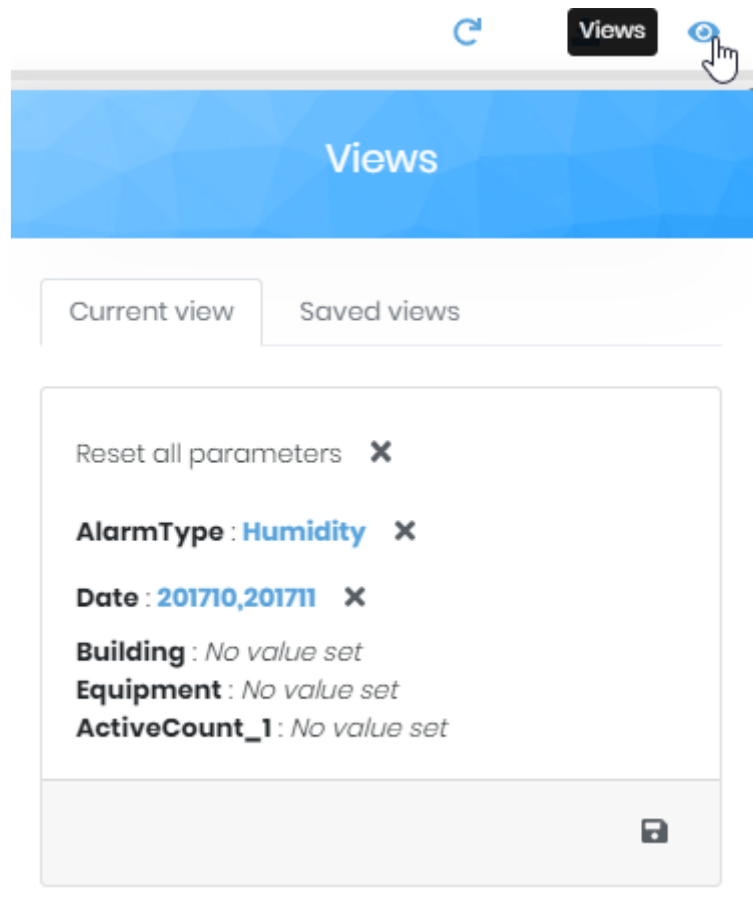 Views
Views
Current view
Saved views
Reset all parameters
AlarmType : Humidity
Date : 201710,201711
Building : No value set
Equipment : No value set
ActiveCount_1 : No value set